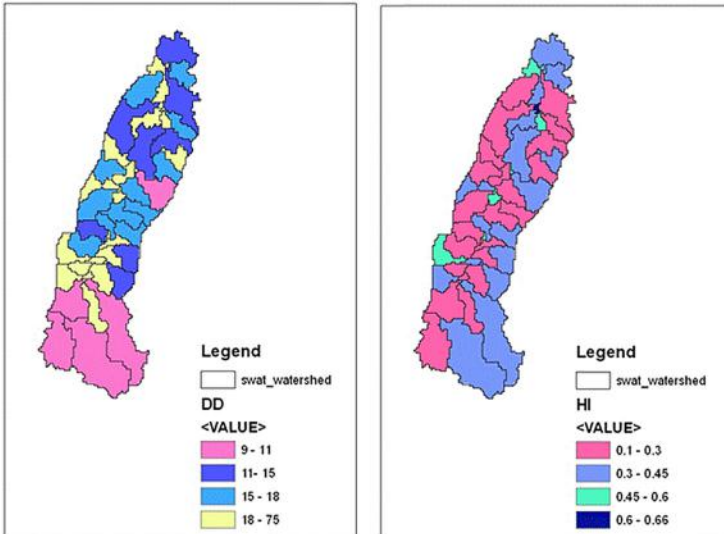 Legend
swat_watershed
DD
<VALUE>
9 - 11
11- 15
15 - 18
18 - 75
Legend
swat_watershed
HI
<VALUE>
0.1 - 0.3
0.3 - 0.45
0.45 - 0.6
0.6 - 0.66